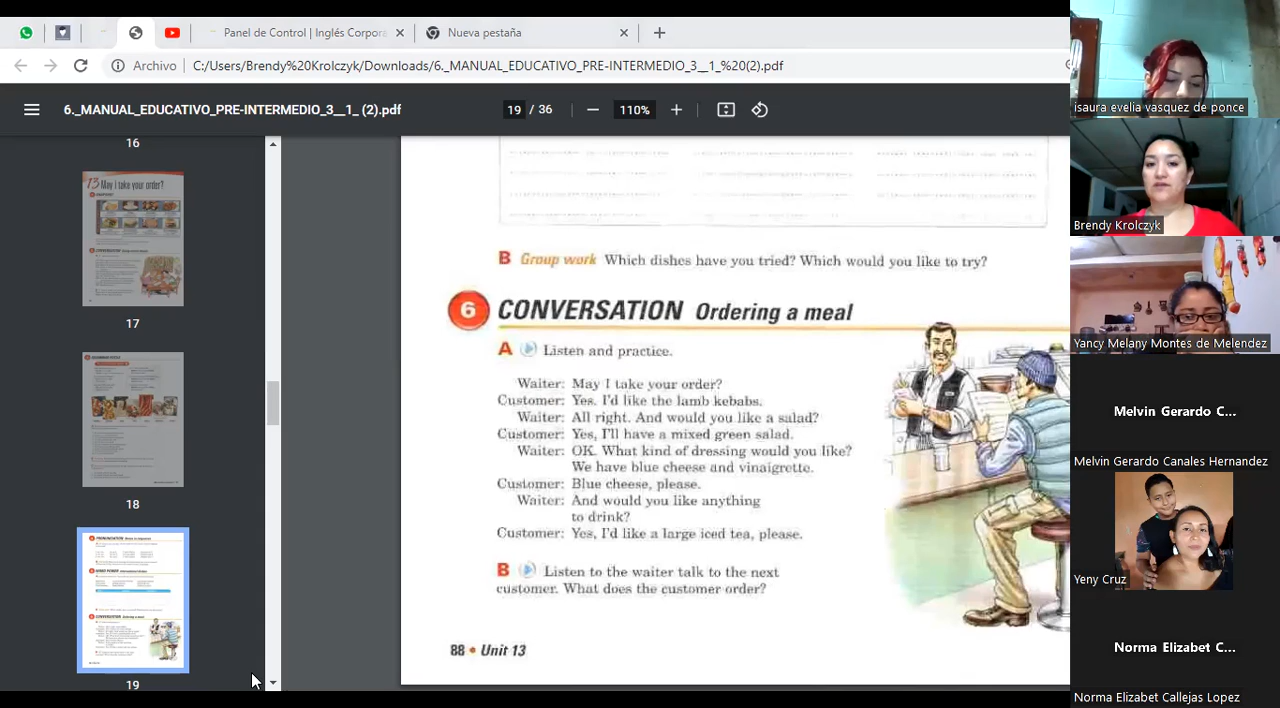 Panel de Control | Inglés Corpora
Nueva pestaña
Archivo
C:/Users/Brendy%20Krolczyk/Downloads/6._MANUAL_EDUCATIVO_PRE-INTERMEDIO_3__1_%20(2).pdf
6._MANUAL_EDUCATIVO_PRE-INTERMEDIO_3__1_ (2).pdf
19 / 36
110%
16
13 May I take your order?
17
18
19
B Group work Which dishes have you tried? Which would you like to try?
6 CONVERSATION Ordering a meal
A Listen and practice.
Waiter: May I take your order?
Customer: Yes. I'd like the lamb kebabs.
Waiter: All right. And would you like a salad?
Customer: Yes, I'll have a mixed green salad.
Waiter: OK. What kind of dressing would you like?
We have blue cheese and vinaigrette.
Customer: Blue cheese, please.
Waiter: And would you like anything
to drink?
Customer: Yes, I'd like a large iced tea, please.
B Listen to the waiter talk to the next
customer. What does the customer order?
88 • Unit 13
isaura evelia vasquez de ponce
Brendy Krolczyk
Yancy Melany Montes de Melendez
Melvin Gerardo C...
Melvin Gerardo Canales Hernandez
Yeny Cruz
Norma Elizabet C...
Norma Elizabet Callejas Lopez